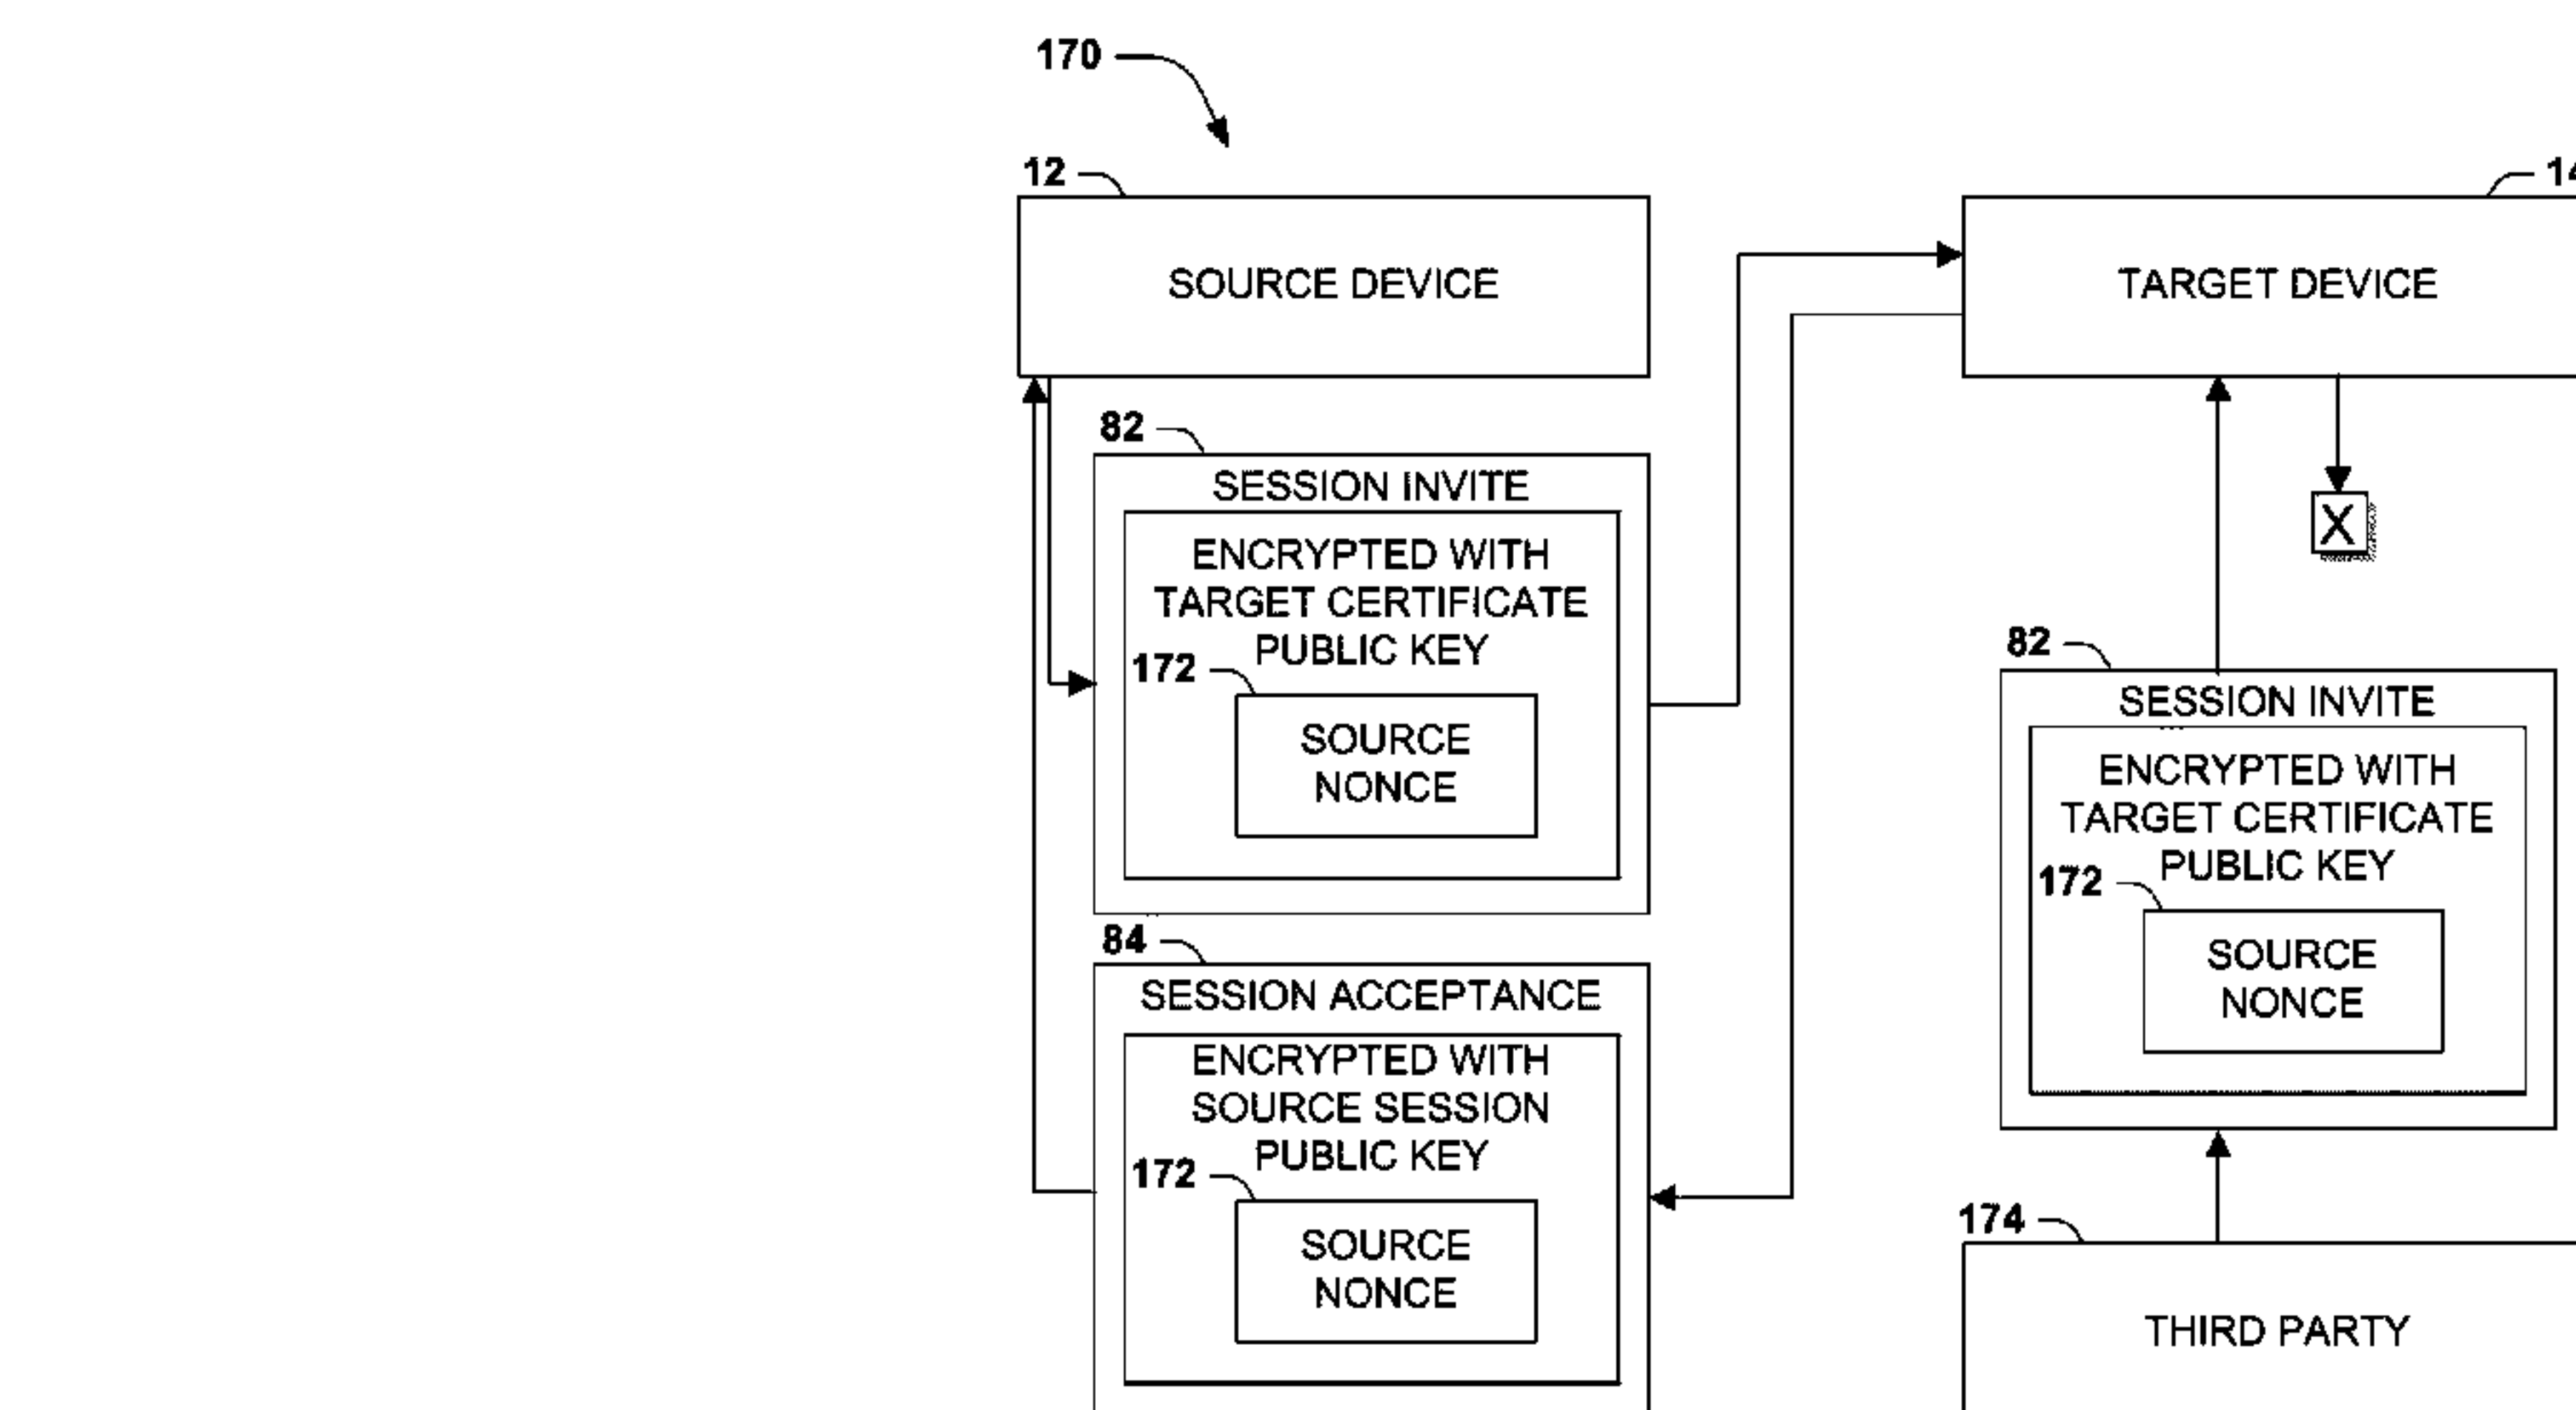 170
12
SOURCE DEVICE
82
SESSION INVITE
ENCRYPTED WITH
TARGET CERTIFICATE
PUBLIC KEY
172
SOURCE
NONCE
84
SESSION ACCEPTANCE
ENCRYPTED WITH
SOURCE SESSION
PUBLIC KEY
172
SOURCE
NONCE
14
TARGET DEVICE
X
82
SESSION INVITE
ENCRYPTED WITH
TARGET CERTIFICATE
PUBLIC KEY
172
SOURCE
NONCE
174
THIRD PARTY